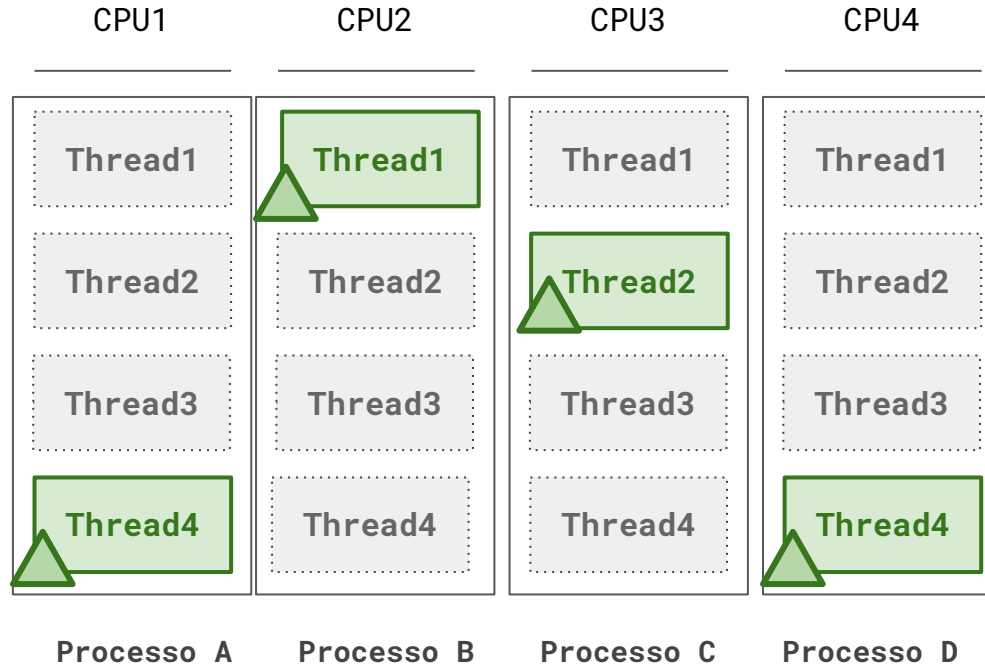 CPU1 CPU2 CPU3 CPU4
Thread1 Thread1 Thread1 Thread1
Thread2 Thread2 Thread2 Thread2
Thread3 Thread3 Thread3 Thread3
Thread4 Thread4 Thread4 Thread4
Processo A Processo B Processo C Processo D